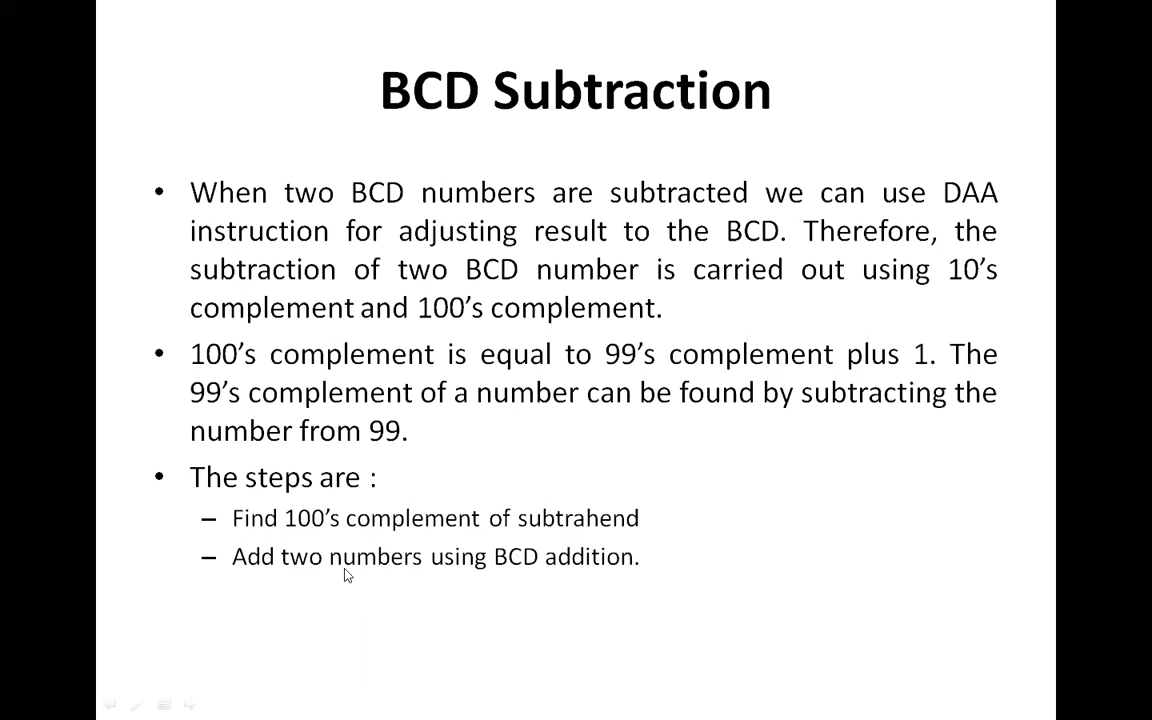 BCD Subtraction
• When two BCD numbers are subtracted we can use DAA
instruction for adjusting result to the BCD. Therefore, the
subtraction of two BCD number is carried out using 10’s
complement and 100’s complement.
• 100’s complement is equal to 99’s complement plus 1. The
99’s complement of a number can be found by subtracting the
number from 99.
• The steps are :
– Find 100’s complement of subtrahend
– Add two numbers using BCD addition.